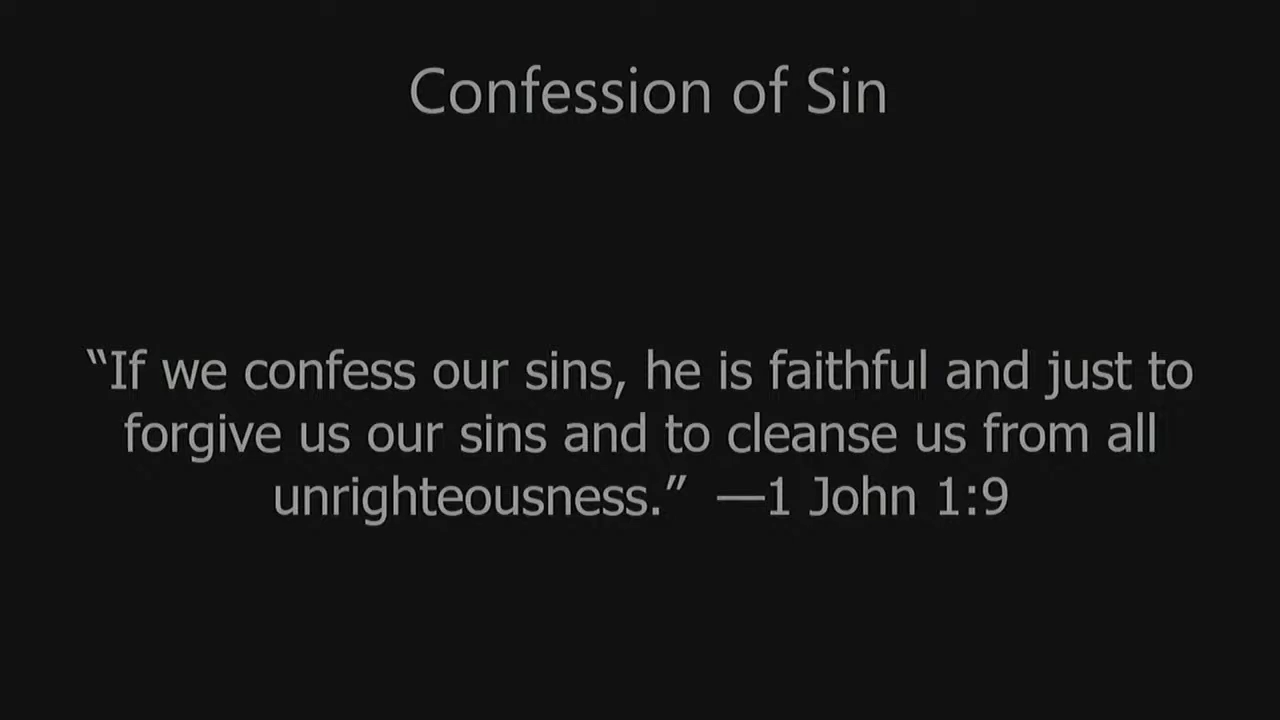 Confession of Sin
“If we confess our sins, he is faithful and just to
forgive us our sins and to cleanse us from all
unrighteousness.”  —1 John 1:9